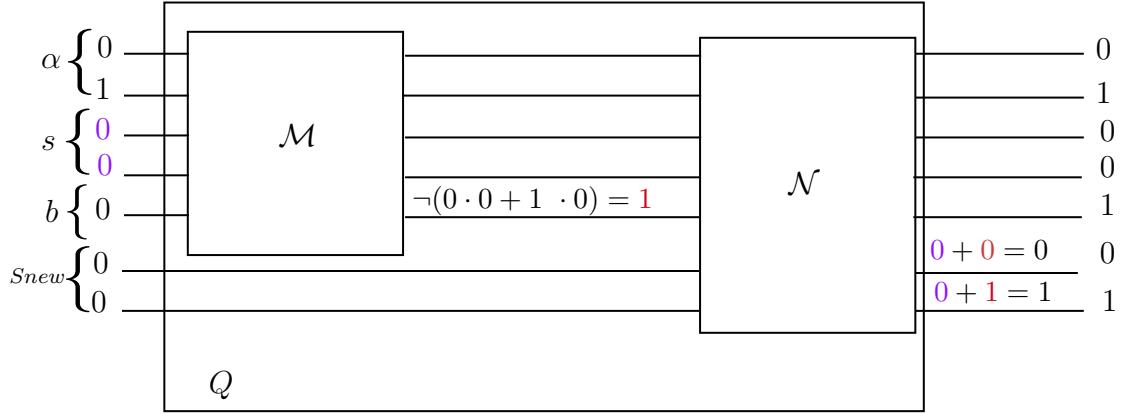 α { 0 0
1 1
s { 0 0
0 0
M N
b { 0 ¬(0 · 0 + 1 · 0) = 1 1
Snew { 0 0 + 0 = 0 0
0 0 + 1 = 1 1
Q